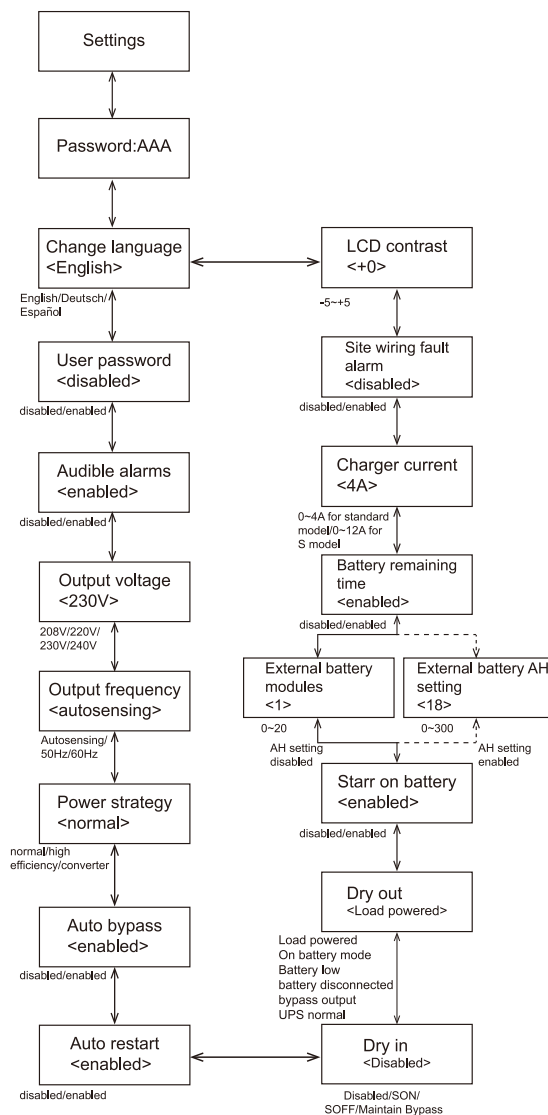 Settings
Password:AAA
Change language
<English>
English/Deutsch/
Español
User password
<disabled>
disabled/enabled
Audible alarms
<enabled>
disabled/enabled
Output voltage
<230V>
208V/220V/
230V/240V
Output frequency
<autosensing>
Autosensing/
50Hz/60Hz
Power strategy
<normal>
normal/high
efficiency/converter
Auto bypass
<enabled>
disabled/enabled
Auto restart
<enabled>
disabled/enabled
LCD contrast
<+0>
-5~+5
Site wiring fault
alarm
<disabled>
disabled/enabled
Charger current
<4A>
0~4A for standard
model/0~12A for
S model
Battery remaining
time
<enabled>
disabled/enabled
External battery
modules
<1>
0~20
AH setting
disabled
External battery AH
setting
<18>
0~300
AH setting
enabled
Starr on battery
<enabled>
disabled/enabled
Dry out
<Load powered>
Load powered
On battery mode
Battery low
battery disconnected
bypass output
UPS normal
Dry in
<Disabled>
Disabled/SON/
SOFF/Maintain Bypass